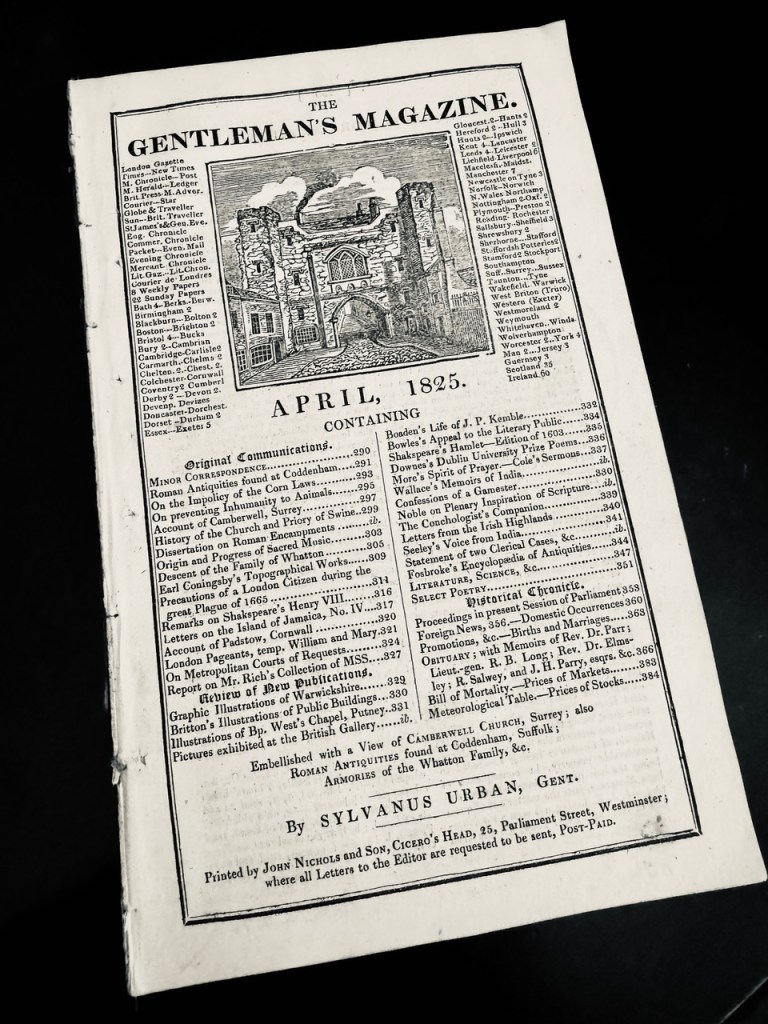 THE
GENTLEMAN'S MAGAZINE.
London Gazette
Times--New Times
M. Chronicle--Post
M. Herald--Ledger
Brit. Press-M. Adver.
Courier--Star
Globe & Traveller
Sun--Brit. Traveller
St James's & Gen. Eve.
Eng. Chronicle
Commer. Chronicle
Packet--Even. Mail
Evening Chronicle
Mercant. Chronicle
Lit. Gaz.--Lit. Chron.
Courier de Londres
8 Weekly Papers
22 Sunday Papers
Bath 4--Berks.-Berw.
Birmingham 2
Blackburn--Bolton 2
Boston--Brighton 2
Bristol 4--Bucks
Bury 2--Cambrian
Cambridge-Carlisle 2
Carmarth.-Chelms 2
Chelten. 2.-Chest. 2.
Colchester-Cornwall
Coventry 2 Cumberl
Derby 2--Devon 2.
Devonp. Devizes
Doncaster-Dorchest.
Dorset--Durham 2
Essex--Exeter 5
Gloucest. 2--Hants 2
Hereford 2--Hull 3
Hunts 2--Ipswich
Kent 4--Lancaster
Leeds 4..Leicester 2
Lichfield-Liverpool 6
Macclesfi. Maidst.
Manchester 7
Newcastle on Tyne 3
Norfolk--Norwich
N. Wales Northamp
Nottingham 2-Oxf. 2
Plymouth--Preston 2
Reading.. Rochester
Salisbury--Sheffield 3
Shrewsbury 2
Sherborne...Stafford
Staffordsh Potteries 2
Stamford 2 Stockport
Southampton
Suff..Surrey...Sussex
Taunton...Tyne
Wakefield. Warwick
West Briton (Truro)
Western (Exeter)
Westmoreland 2
Weymouth
Whitehaven..Winds.
Wolverhampton
Worcester 2..York 4
Man 2...Jersey 3
Guernsey 3
Scotland 35
Ireland 60
APRIL, 1825.
CONTAINING
Original Communications.
MINOR CORRESPONDENCE.....................290
Roman Antiquities found at Coddenham.....291
On the Impolicy of the Corn Laws.........293
On preventing Inhumanity to Animals......295
Account of Camberwell, Surrey............297
History of the Church and Priory of Swine..299
Dissertation on Roman Encampments........ib.
Origin and Progress of Sacred Music......303
Descent of the Family of Whatton.........305
Earl Coningsby's Topographical Works.....309
Precautions of a London Citizen during the
great Plague of 1665.....................311
Remarks on Shakspeare's Henry VIII.......316
Letters on the Island of Jamaica, No. IV....317
Account of Padstow, Cornwall.............320
London Pageants, temp. William and Mary.321
On Metropolitan Courts of Requests.......324
Report on Mr. Rich's Collection of MSS....327
Review of New Publications.
Graphic Illustrations of Warwickshire......329
Britton's Illustrations of Public Buildings...330
Illustrations of Bp. West's Chapel, Putney..331
Pictures exhibited at the British Gallery.....ib.
Boaden's Life of J. P. Kemble............332
Bowles's Appeal to the Literary Public....334
Shakspeare's Hamlet—Edition of 1603.....335
Downes's Dublin University Prize Poems...336
More's Spirit of Prayer.—Cole's Sermons..337
Wallace's Memoirs of India...............ib.
Confessions of a Gamester................330
Noble on Plenary Inspiration of Scripture..ib.
The Conchologist's Companion.............339
Letters from the Irish Highlands.........340
Seeley's Voice from India................341
Statement of two Clerical Cases, &c......ib.
Fosbroke's Encyclopædia of Antiquities...344
LITERATURE, SCIENCE, &c..................347
SELECT POETRY............................351
Historical Chronicle.
Proceedings in present Session of Parliament 353
Foreign News, 356.—Domestic Occurrences 360
Promotions, &c.—Births and Marriages.....363
OBITUARY; with Memoirs of Rev. Dr. Parr;
Lieut.-gen. R. B. Long; Rev. Dr. Elms-
ley; R. Salwey, and J. H. Parry, esqrs. &c. 366
Bill of Mortality.—Prices of Markets.......383
Meteorological Table.—Prices of Stocks.....384
Embellished with a View of CAMBERWELL CHURCH, Surrey; also
ROMAN ANTIQUITIES found at Coddenham, Suffolk;
ARMORIES of the Whatton Family, &c.
By SYLVANUS URBAN, GENT.
Printed by JOHN NICHOLS and SON, CICERO'S HEAD, 25, Parliament Street, Westminster;
where all Letters to the Editor are requested to be sent, POST-PAID.